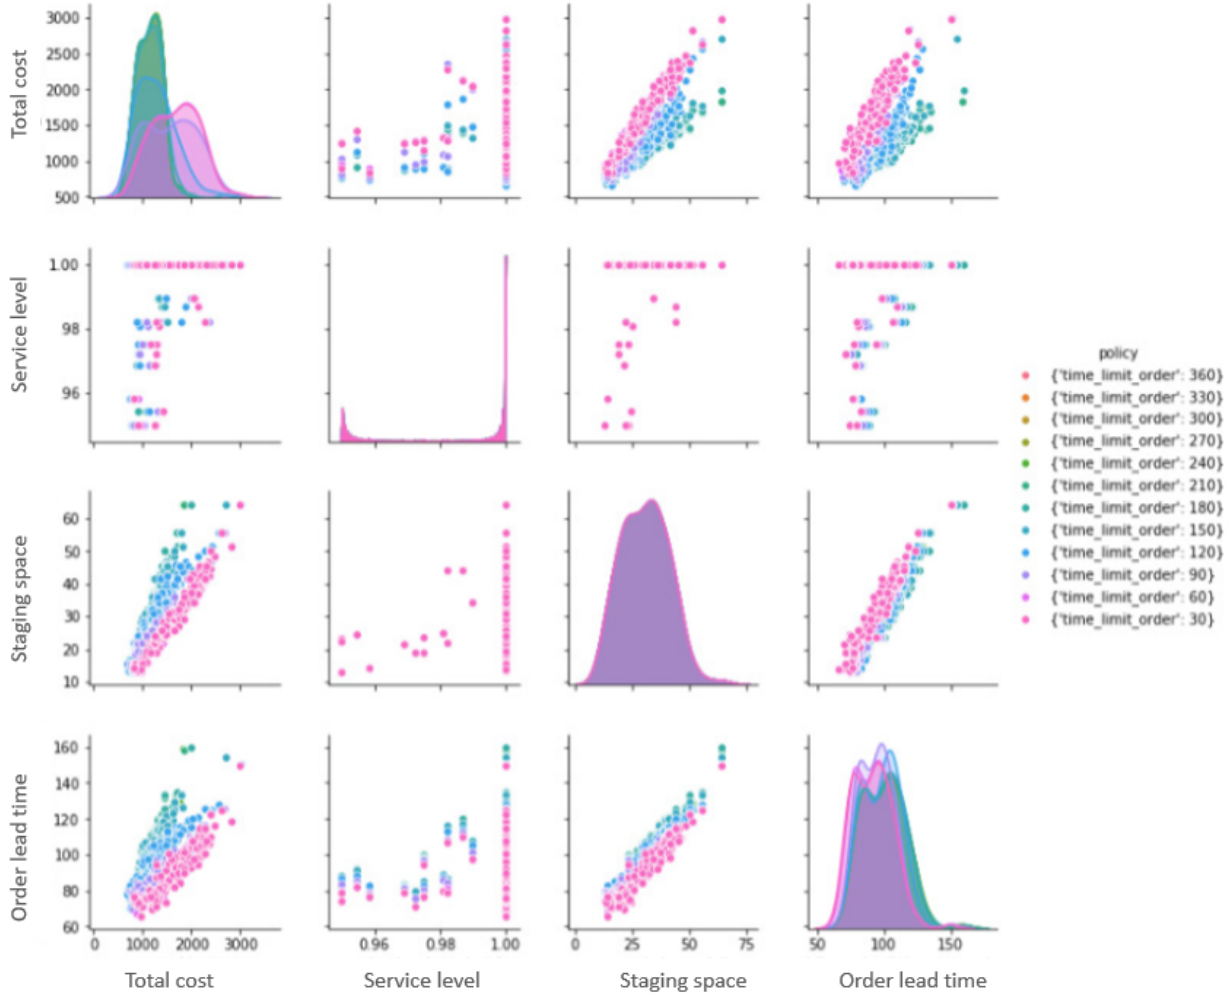 Total cost
3000
2500
2000
1500
1000
500
Service level
1.00
98
96
Staging space
60
50
40
30
20
10
Order lead time
160
140
120
100
80
60
0 1000 2000 3000
0.96 0.98 1.00
0 25 50 75
50 100 150
Total cost Service level Staging space Order lead time
policy
{'time_limit_order': 360}
{'time_limit_order': 330}
{'time_limit_order': 300}
{'time_limit_order': 270}
{'time_limit_order': 240}
{'time_limit_order': 210}
{'time_limit_order': 180}
{'time_limit_order': 150}
{'time_limit_order': 120}
{'time_limit_order': 90}
{'time_limit_order': 60}
{'time_limit_order': 30}